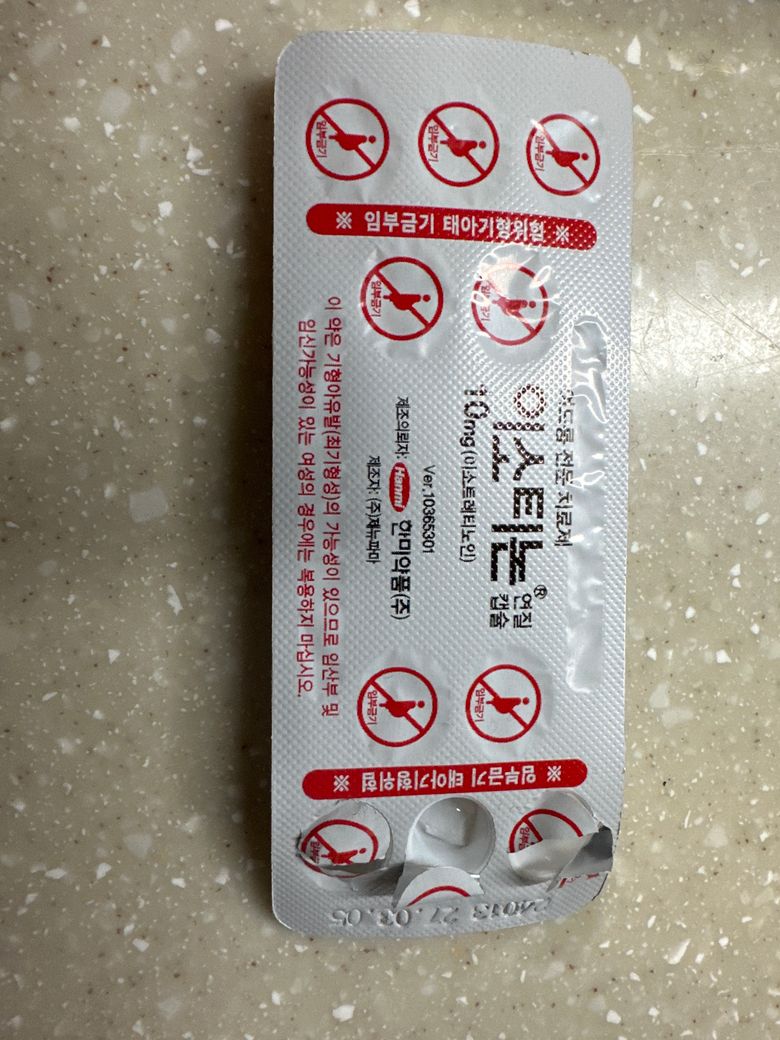 임부금기
임부금기
임부금기
※ 임부금기 태아기형위험 ※
임부금기
임부금기
여드름 전문 치료제
이소티논® 연질캡슐
10mg (이소트레티노인)
Ver.10365301
제조의뢰자: Hanmi 한미약품(주)
제조자: (주)제뉴파마
이 약은 기형아유발(최기형성)의 가능성이 있으므로 임산부 및
임신가능성이 있는 여성의 경우에는 복용하지 마십시오.
임부금기
임부금기
※ 임부금기 태아기형위험 ※
임부금기
24013 27.03.05